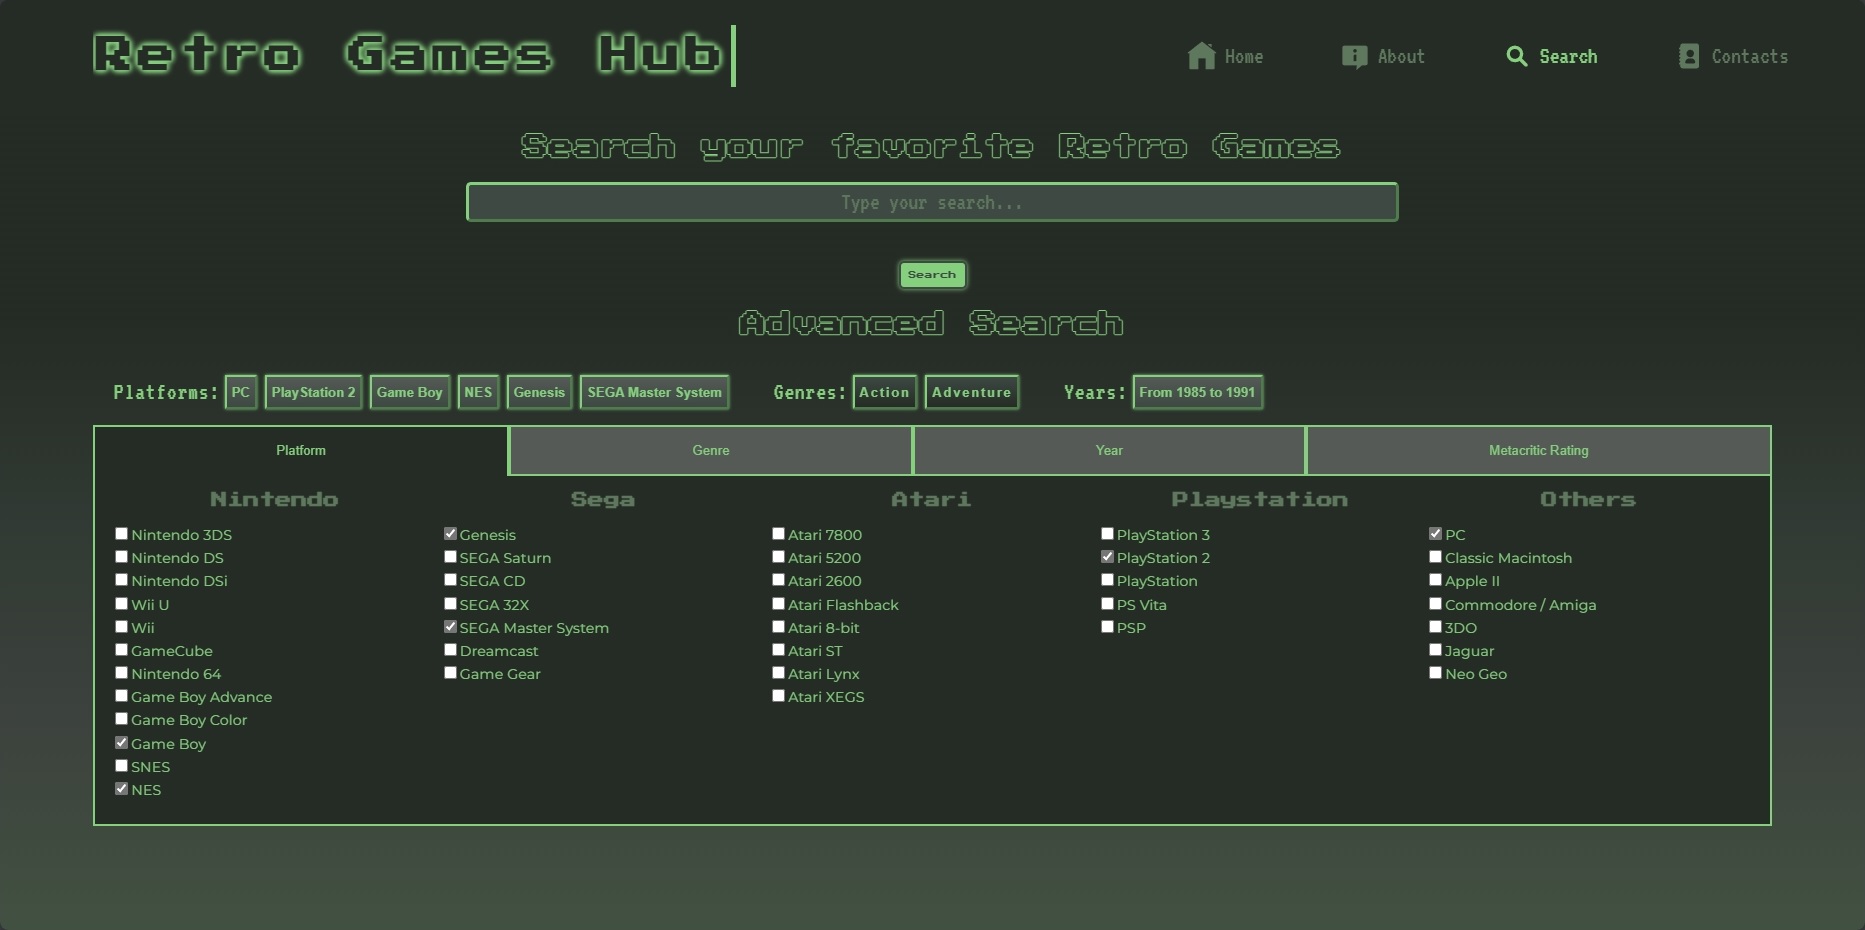 Retro Games Hub
Home
About
Search
Contacts
Search your favorite Retro Games
Type your search...
Search
Advanced Search
Platforms: PC PlayStation 2 Game Boy NES Genesis SEGA Master System Genres: Action Adventure Years: From 1985 to 1991
Platform
Genre
Year
Metacritic Rating
Nintendo
Nintendo 3DS
Nintendo DS
Nintendo DSi
Wii U
Wii
GameCube
Nintendo 64
Game Boy Advance
Game Boy Color
Game Boy
SNES
NES
Sega
Genesis
SEGA Saturn
SEGA CD
SEGA 32X
SEGA Master System
Dreamcast
Game Gear
Atari
Atari 7800
Atari 5200
Atari 2600
Atari Flashback
Atari 8-bit
Atari ST
Atari Lynx
Atari XEGS
Playstation
PlayStation 3
PlayStation 2
PlayStation
PS Vita
PSP
Others
PC
Classic Macintosh
Apple II
Commodore / Amiga
3DO
Jaguar
Neo Geo